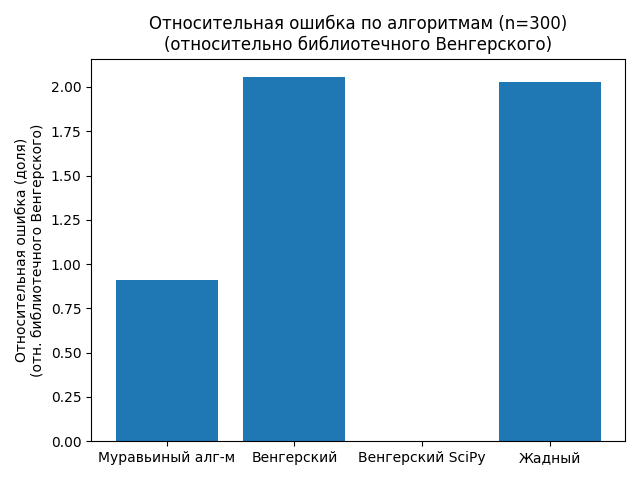 Относительная ошибка по алгоритмам (n=300)
(относительно библиотечного Венгерского)
Относительная ошибка (доля)
(отн. библиотечного Венгерского)
2.00
1.75
1.50
1.25
1.00
0.75
0.50
0.25
0.00
Муравьиный алг-м
Венгерский
Венгерский SciPy
Жадный